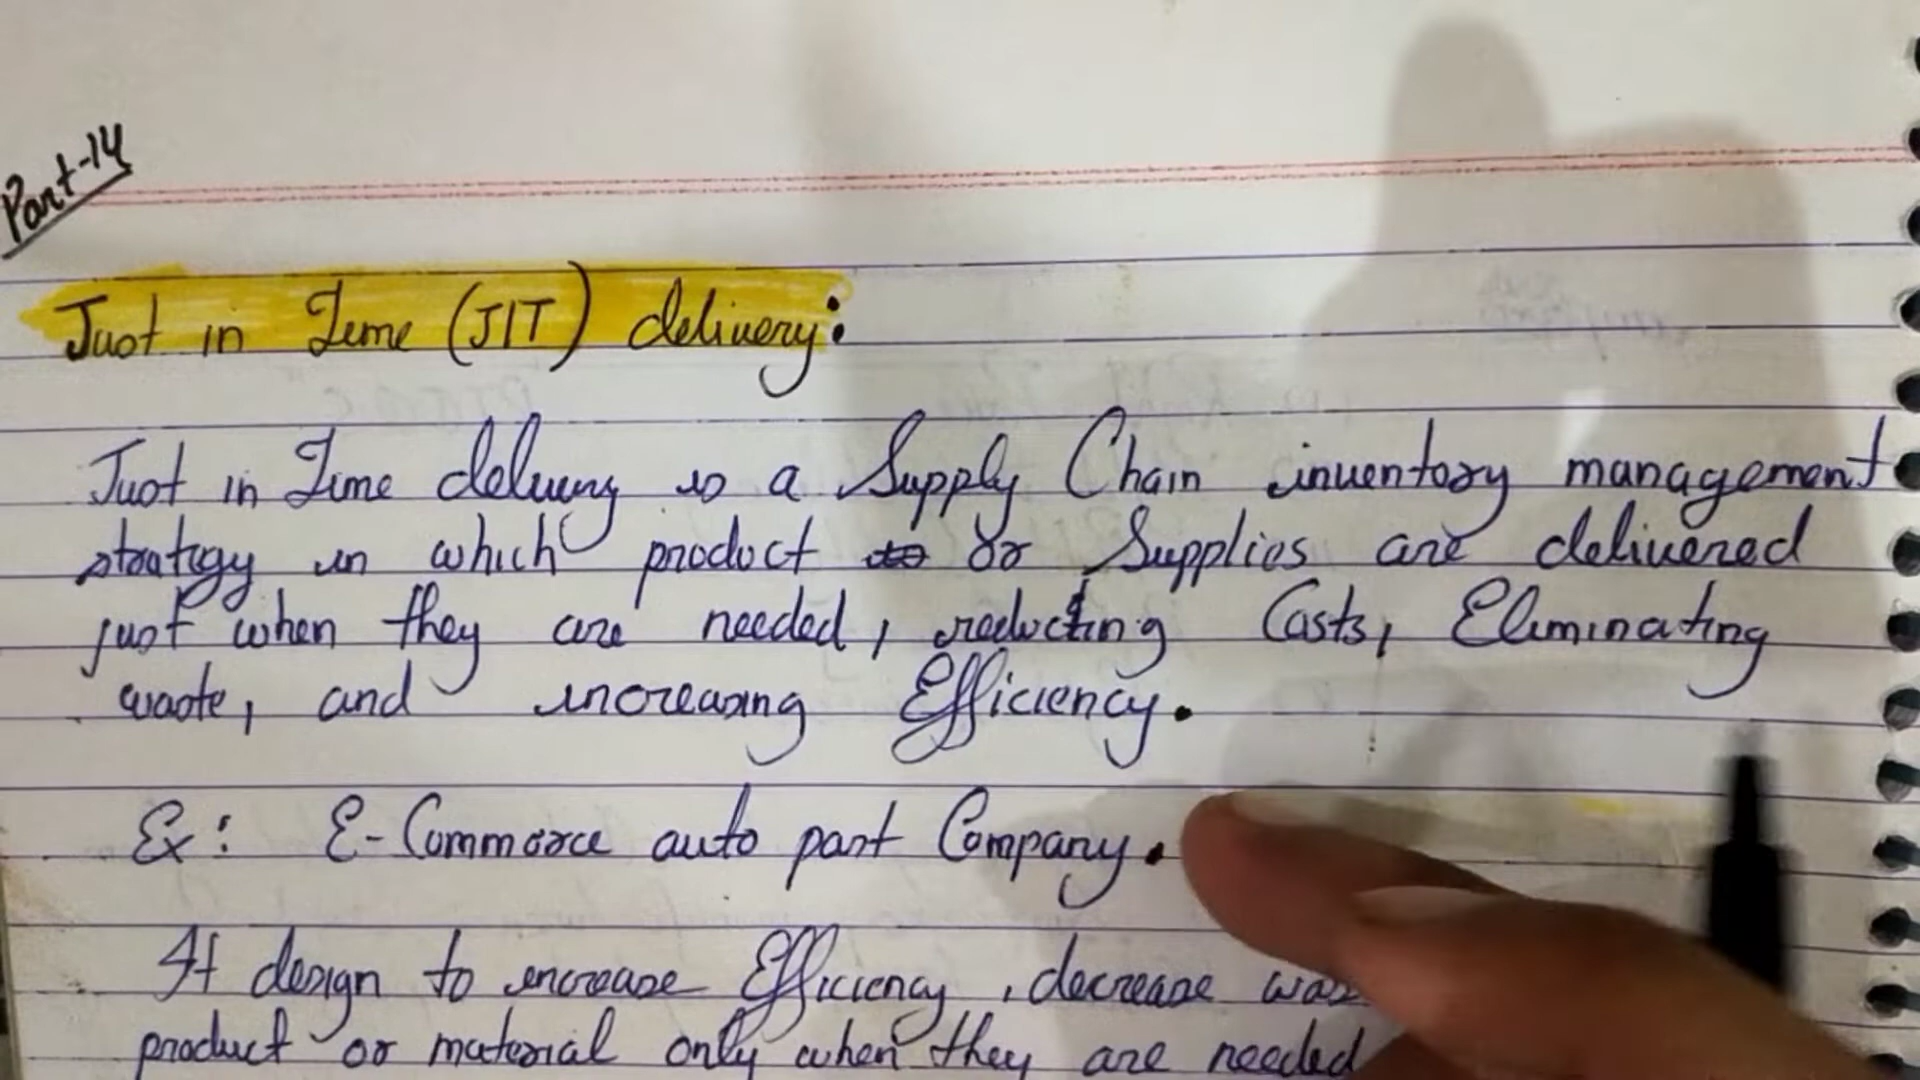 Part-14
Just in Time (JIT) delivery:
Just in Time delivery is a Supply Chain inventory management
strategy in which product or Supplies are delivered
just when they are needed, reducting Costs, Eliminating
waste, and increasing Efficiency.
Ex: E-Commerce auto part Company.
It design to increase Efficiency, decrease
product or material only when they are needed